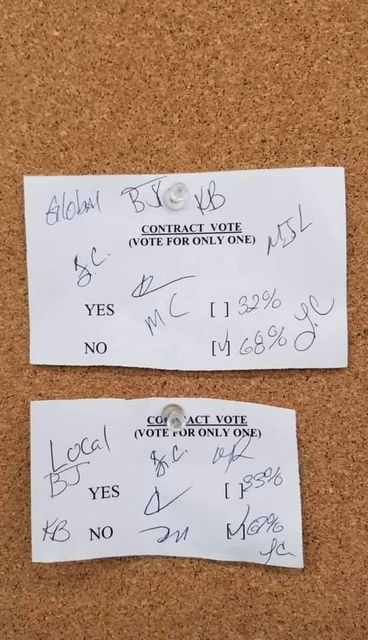 Global BJ KB
CONTRACT VOTE
(VOTE FOR ONLY ONE)
MJL
J.C.
YES [ ] 32%
MC
NO [✓] 68% J.C
CONTRACT VOTE
(VOTE FOR ONLY ONE)
Local J.C.
BJ
YES [ ] 33%
KB NO [✓] 67%
J.C